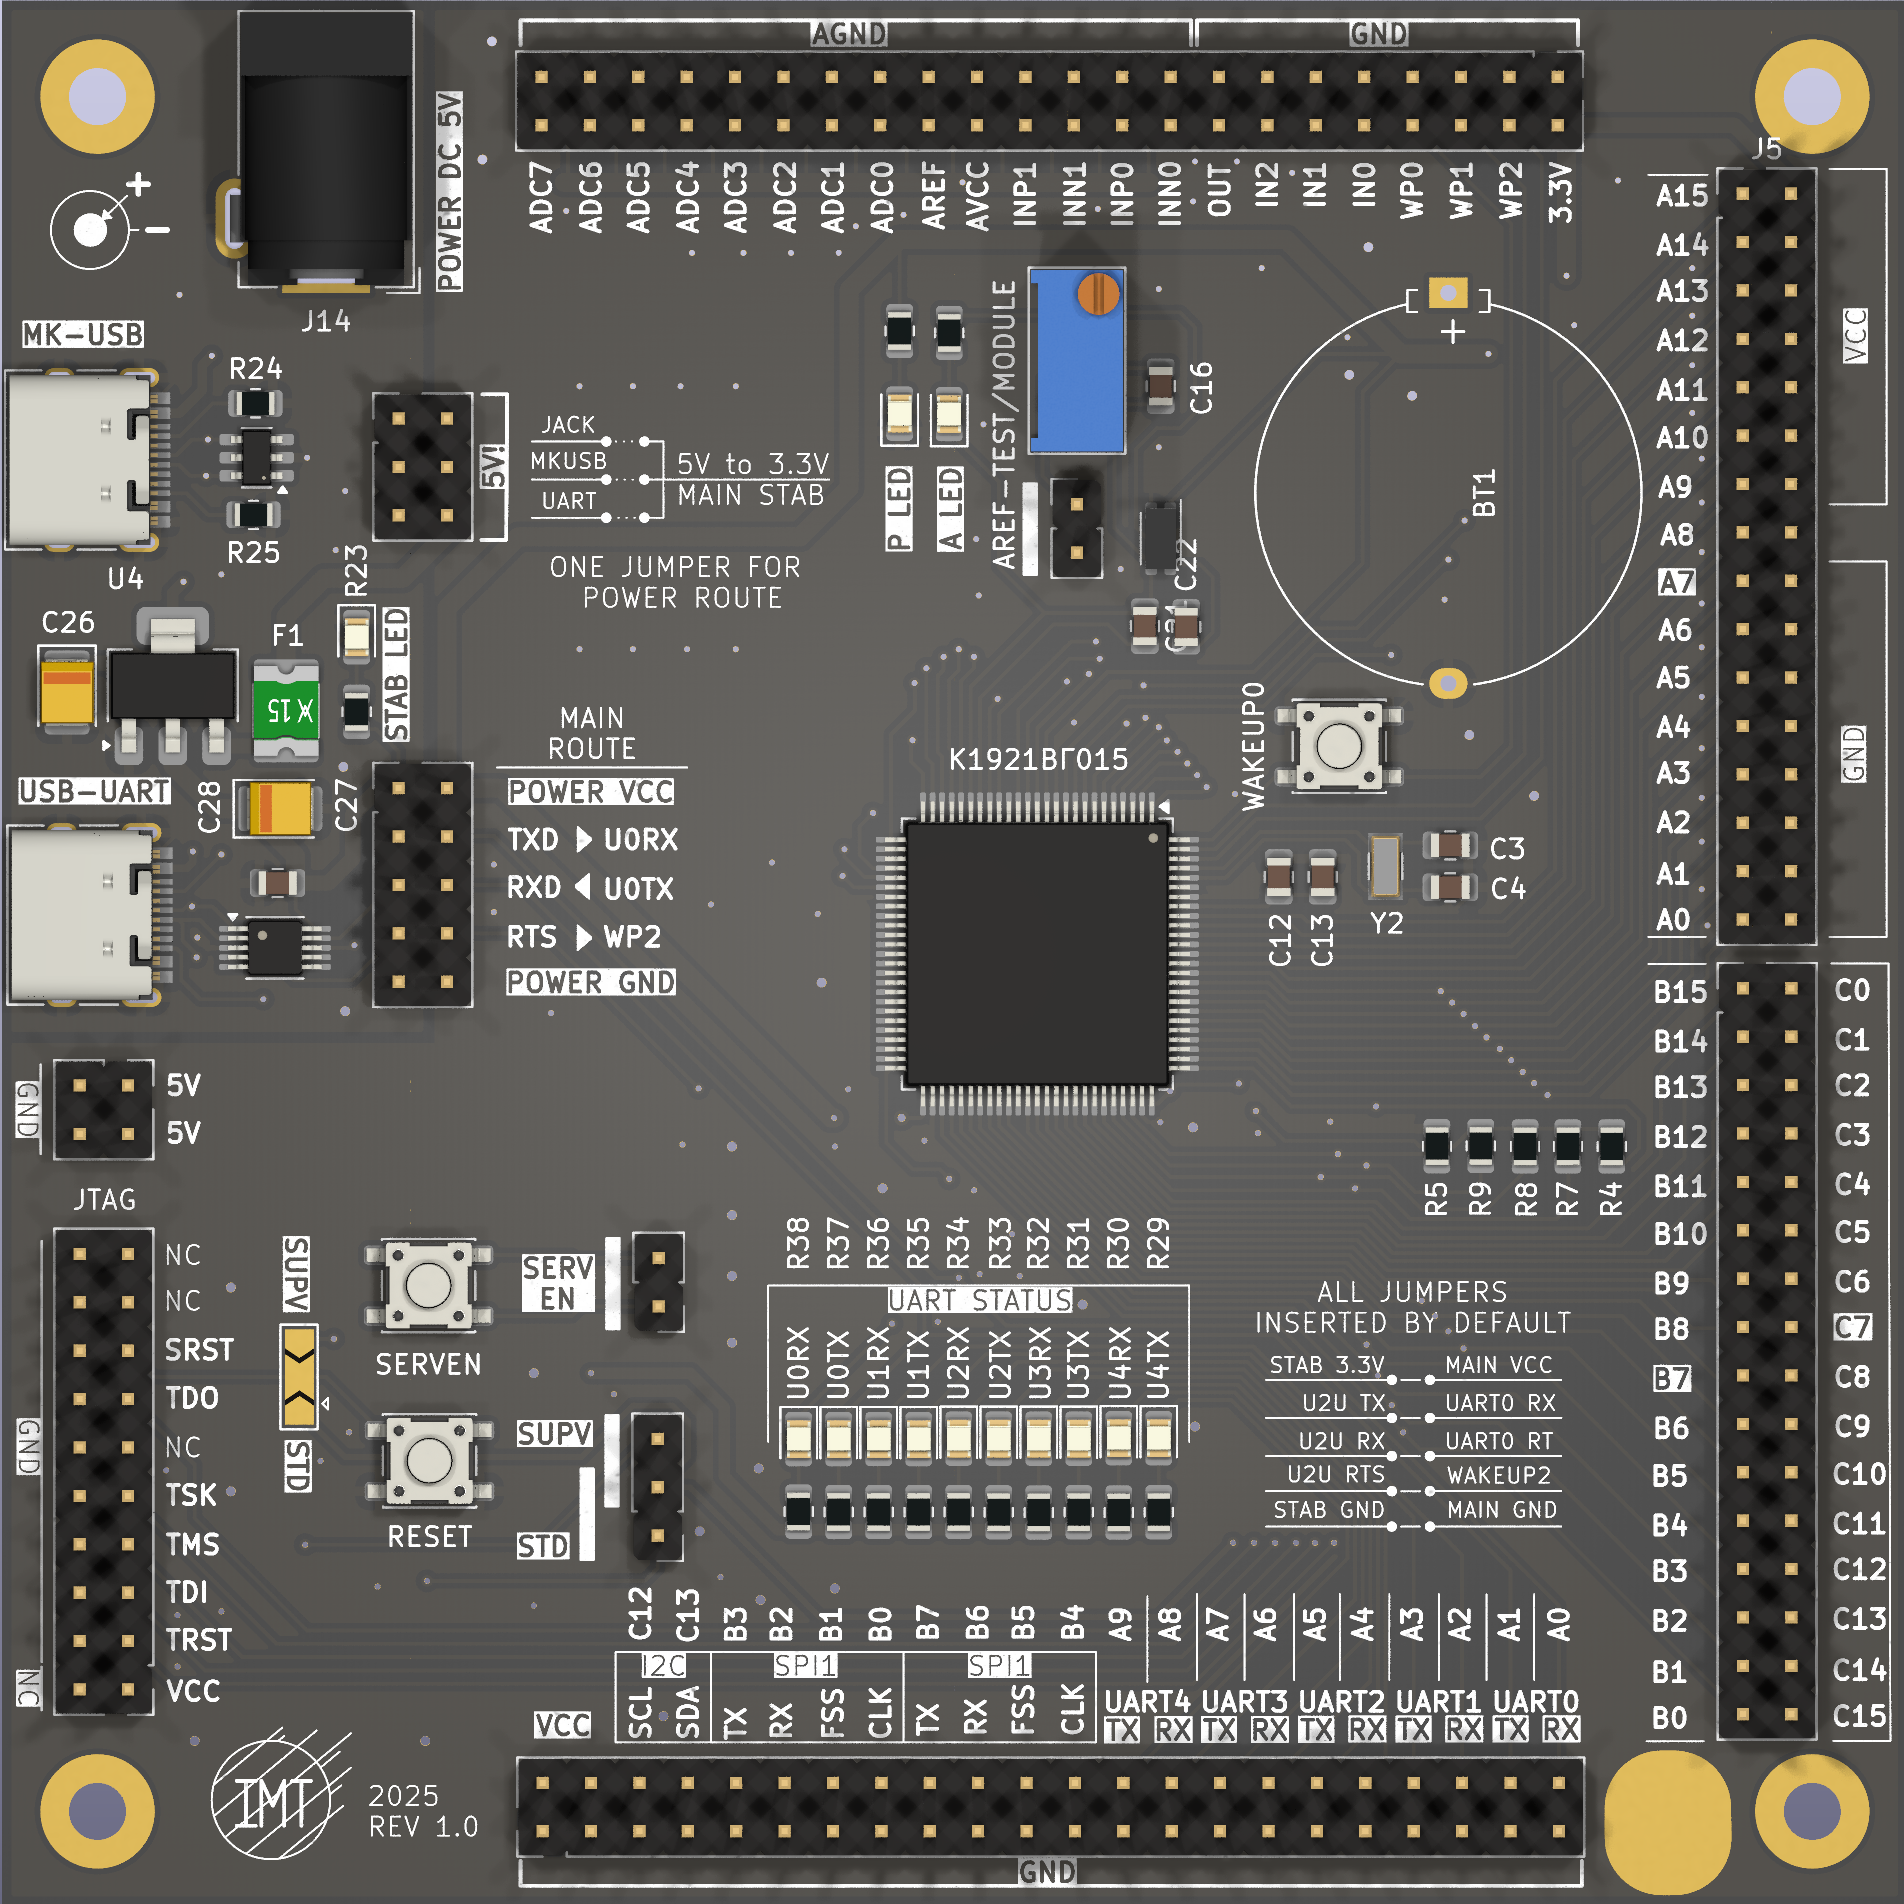 AGND
GND
ADC7
ADC6
ADC5
ADC4
ADC3
ADC2
ADC1
ADC0
AREF
AVCC
INP1
INN1
INP0
INN0
OUT
IN2
IN1
IN0
WP0
WP1
WP2
3.3V
POWER DC 5V
J14
+
−
MK-USB
R24
R25
U4
5V!
JACK
MKUSB
UART
5V to 3.3V
MAIN STAB
ONE JUMPER FOR
POWER ROUTE
P LED
A LED
AREF-TEST/MODULE
C16
C22
BT1
+
J5
A15
A14
A13
A12
A11
A10
A9
A8
A7
A6
A5
A4
A3
A2
A1
A0
VCC
GND
C26
F1
15
R23
STAB LED
USB-UART
C28
C27
MAIN
ROUTE
POWER VCC
TXD ▶ U0RX
RXD ◀ U0TX
RTS ▶ WP2
POWER GND
K1921ВГ015
WAKEUP0
C12
C13
Y2
C3
C4
B15
B14
B13
B12
B11
B10
B9
B8
B7
B6
B5
B4
B3
B2
B1
B0
C0
C1
C2
C3
C4
C5
C6
C7
C8
C9
C10
C11
C12
C13
C14
C15
GND
5V
5V
JTAG
NC
NC
SRST
TDO
NC
TSK
TMS
TDI
TRST
VCC
GND
NC
SUPV
STD
SERVEN
RESET
SERV
EN
SUPV
STD
R5
R9
R8
R7
R4
R38
R37
R36
R35
R34
R33
R32
R31
R30
R29
UART STATUS
U0RX
U0TX
U1RX
U1TX
U2RX
U2TX
U3RX
U3TX
U4RX
U4TX
ALL JUMPERS
INSERTED BY DEFAULT
STAB 3.3V MAIN VCC
U2U TX UART0 RX
U2U RX UART0 RT
U2U RTS WAKEUP2
STAB GND MAIN GND
C12
C13
B3
B2
B1
B0
B7
B6
B5
B4
A9
A8
A7
A6
A5
A4
A3
A2
A1
A0
I2C
SPI1
SPI1
SCL
SDA
TX
RX
FSS
CLK
TX
RX
FSS
CLK
UART4 UART3 UART2 UART1 UART0
TX RX TX RX TX RX TX RX TX RX
VCC
GND
IMT
2025
REV 1.0